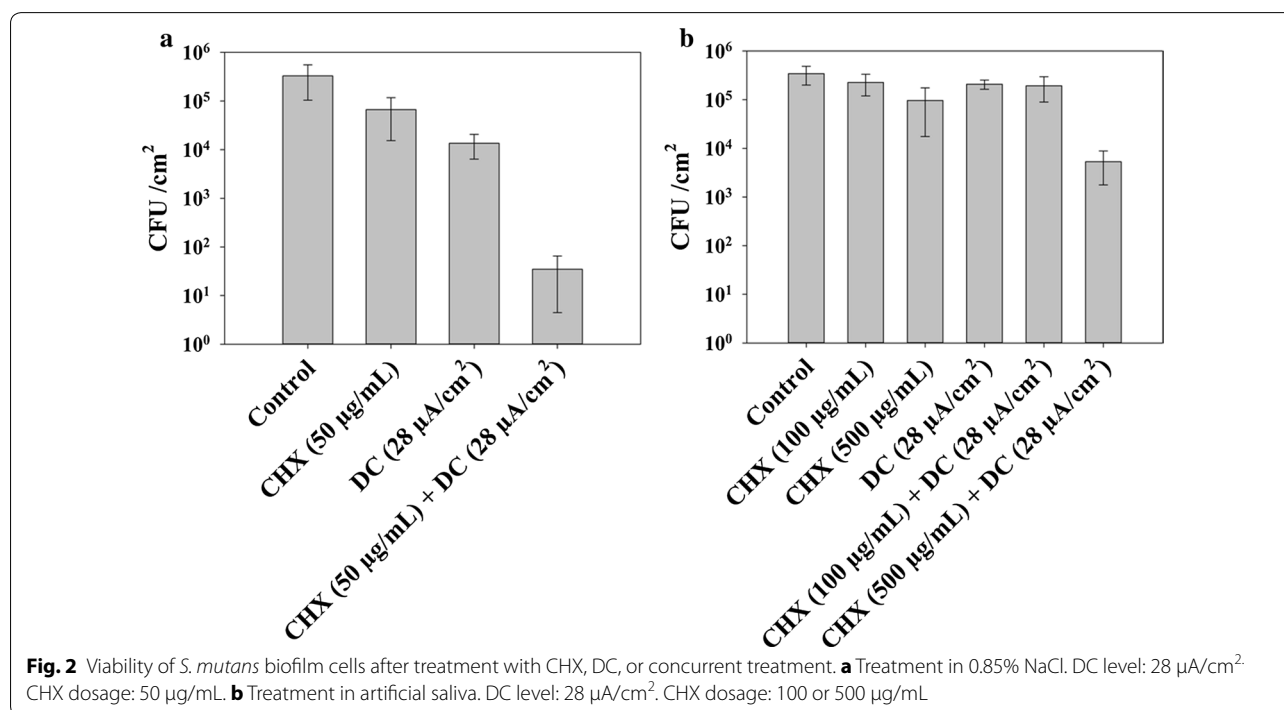 a
CFU /cm²
10⁶
10⁵
10⁴
10³
10²
10¹
10⁰
Control
CHX (50 µg/mL)
DC (28 µA/cm²)
CHX (50 µg/mL) + DC (28 µA/cm²)
b
CFU /cm²
10⁶
10⁵
10⁴
10³
10²
10¹
10⁰
Control
CHX (100 µg/mL)
CHX (500 µg/mL)
DC (28 µA/cm²)
CHX (100 µg/mL) + DC (28 µA/cm²)
CHX (500 µg/mL) + DC (28 µA/cm²)
Fig. 2 Viability of S. mutans biofilm cells after treatment with CHX, DC, or concurrent treatment. a Treatment in 0.85% NaCl. DC level: 28 µA/cm².
CHX dosage: 50 µg/mL. b Treatment in artificial saliva. DC level: 28 µA/cm². CHX dosage: 100 or 500 µg/mL